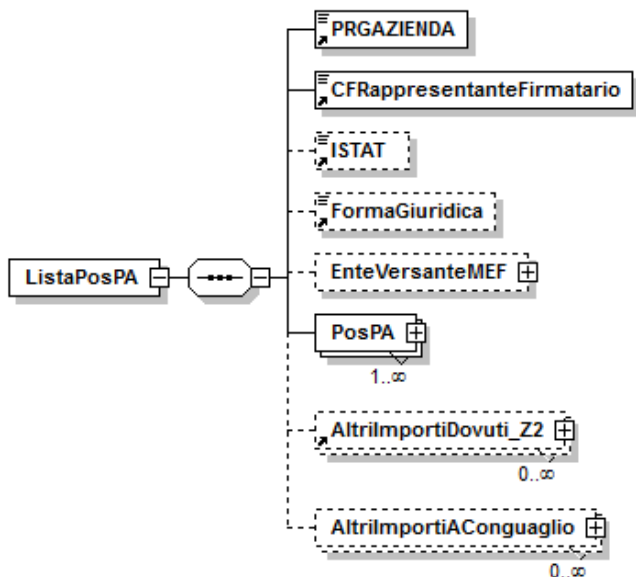 PRGAZIENDA
CFRappresentanteFirmatario
ISTAT
FormaGiuridica
ListaPosPA
EnteVersanteMEF
PosPA
1..∞
AltriImportiDovuti_Z2
0..∞
AltriImportiAConguaglio
0..∞